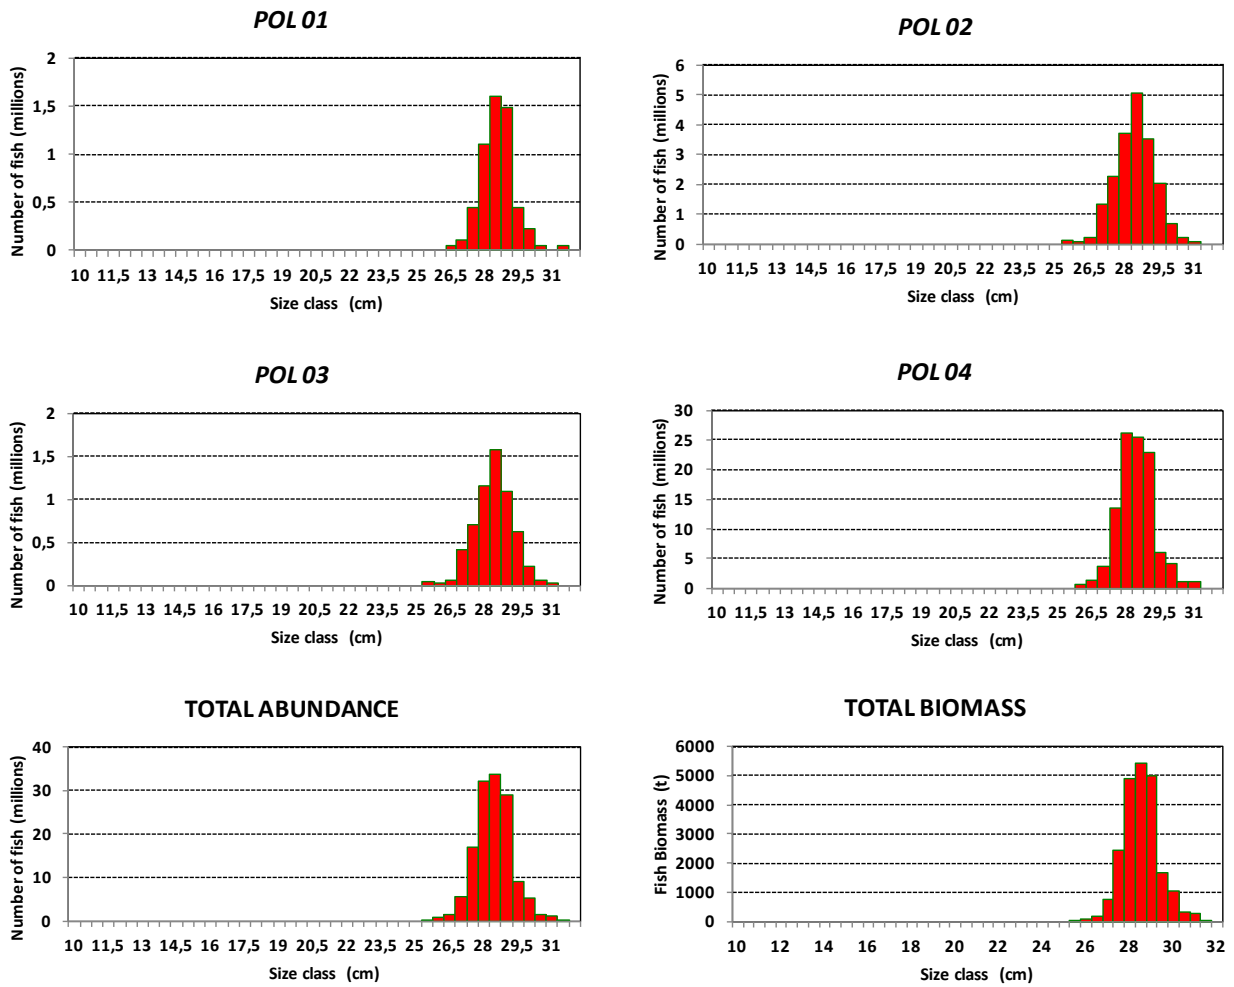 POL 01
Number of fish (millions)
2
1,5
1
0,5
0
10 11,5 13 14,5 16 17,5 19 20,5 22 23,5 25 26,5 28 29,5 31
Size class (cm)
POL 02
Number of fish (millions)
6
5
4
3
2
1
0
10 11,5 13 14,5 16 17,5 19 20,5 22 23,5 25 26,5 28 29,5 31
Size class (cm)
POL 03
Number of fish (millions)
2
1,5
1
0,5
0
10 11,5 13 14,5 16 17,5 19 20,5 22 23,5 25 26,5 28 29,5 31
Size class (cm)
POL 04
Number of fish (millions)
30
25
20
15
10
5
0
10 11,5 13 14,5 16 17,5 19 20,5 22 23,5 25 26,5 28 29,5 31
Size class (cm)
TOTAL ABUNDANCE
Number of fish (millions)
40
30
20
10
0
10 11,5 13 14,5 16 17,5 19 20,5 22 23,5 25 26,5 28 29,5 31
Size class (cm)
TOTAL BIOMASS
Fish Biomass (t)
6000
5000
4000
3000
2000
1000
0
10 12 14 16 18 20 22 24 26 28 30 32
Size class (cm)